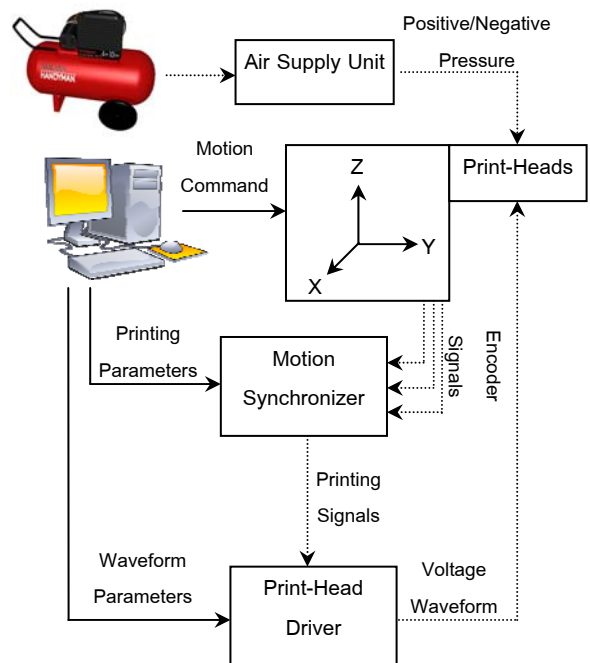 Positive/Negative
Pressure
Air Supply Unit
HANDYMAN
Motion
Command
Print-Heads
Z
Y
X
Printing
Parameters
Motion
Synchronizer
Encoder
Signals
Printing
Signals
Waveform
Parameters
Print-Head
Driver
Voltage
Waveform